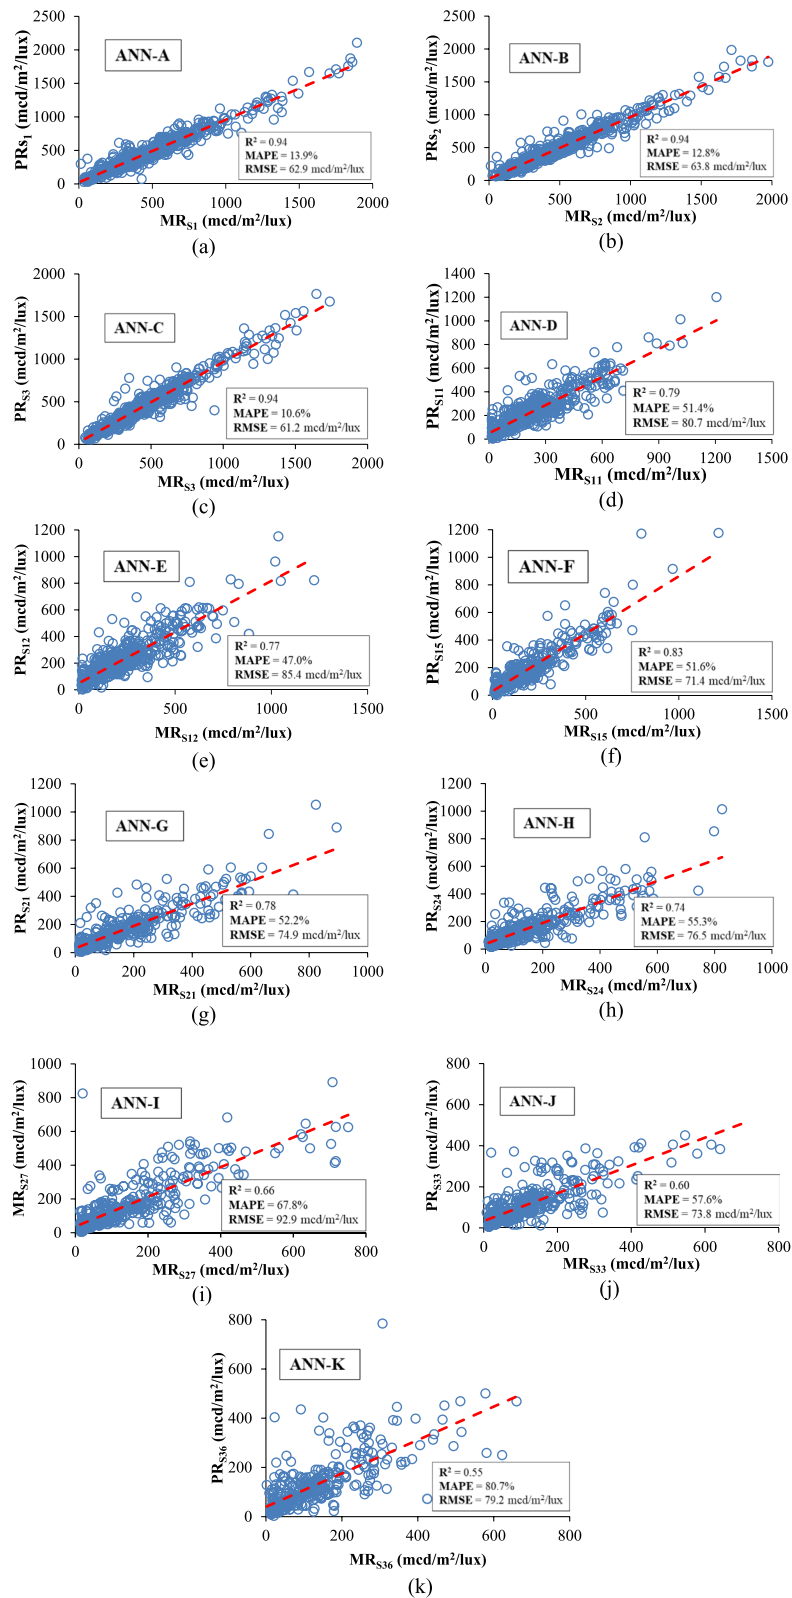 2500
2000
1500
1000
500
0
PRs1 (mcd/m²/lux)
ANN-A
R² = 0.94
MAPE = 13.9%
RMSE = 62.9 mcd/m²/lux
0 500 1000 1500 2000
MRS1 (mcd/m²/lux)
(a)
2500
2000
1500
1000
500
0
PRs2 (mcd/m²/lux)
ANN-B
R² = 0.94
MAPE = 12.8%
RMSE = 63.8 mcd/m²/lux
0 500 1000 1500 2000
MRS2 (mcd/m²/lux)
(b)
2000
1500
1000
500
0
PRS3 (mcd/m²/lux)
ANN-C
R² = 0.94
MAPE = 10.6%
RMSE = 61.2 mcd/m²/lux
0 500 1000 1500 2000
MRS3 (mcd/m²/lux)
(c)
1400
1200
1000
800
600
400
200
0
PRS11 (mcd/m²/lux)
ANN-D
R² = 0.79
MAPE = 51.4%
RMSE = 80.7 mcd/m²/lux
0 300 600 900 1200 1500
MRS11 (mcd/m²/lux)
(d)
1200
1000
800
600
400
200
0
PRS12 (mcd/m²/lux)
ANN-E
R² = 0.77
MAPE = 47.0%
RMSE = 85.4 mcd/m²/lux
0 500 1000 1500
MRS12 (mcd/m²/lux)
(e)
1200
1000
800
600
400
200
0
PRS15 (mcd/m²/lux)
ANN-F
R² = 0.83
MAPE = 51.6%
RMSE = 71.4 mcd/m²/lux
0 500 1000 1500
MRS15 (mcd/m²/lux)
(f)
1200
1000
800
600
400
200
0
PRS21 (mcd/m²/lux)
ANN-G
R² = 0.78
MAPE = 52.2%
RMSE = 74.9 mcd/m²/lux
0 200 400 600 800 1000
MRS21 (mcd/m²/lux)
(g)
1200
1000
800
600
400
200
0
PRS24 (mcd/m²/lux)
ANN-H
R² = 0.74
MAPE = 55.3%
RMSE = 76.5 mcd/m²/lux
0 200 400 600 800 1000
MRS24 (mcd/m²/lux)
(h)
1000
800
600
400
200
0
MRS27 (mcd/m²/lux)
ANN-I
R² = 0.66
MAPE = 67.8%
RMSE = 92.9 mcd/m²/lux
0 200 400 600 800
MRS27 (mcd/m²/lux)
(i)
800
600
400
200
0
PRS33 (mcd/m²/lux)
ANN-J
R² = 0.60
MAPE = 57.6%
RMSE = 73.8 mcd/m²/lux
0 200 400 600 800
MRS33 (mcd/m²/lux)
(j)
800
600
400
200
0
PRS36 (mcd/m²/lux)
ANN-K
R² = 0.55
MAPE = 80.7%
RMSE = 79.2 mcd/m²/lux
0 200 400 600 800
MRS36 (mcd/m²/lux)
(k)